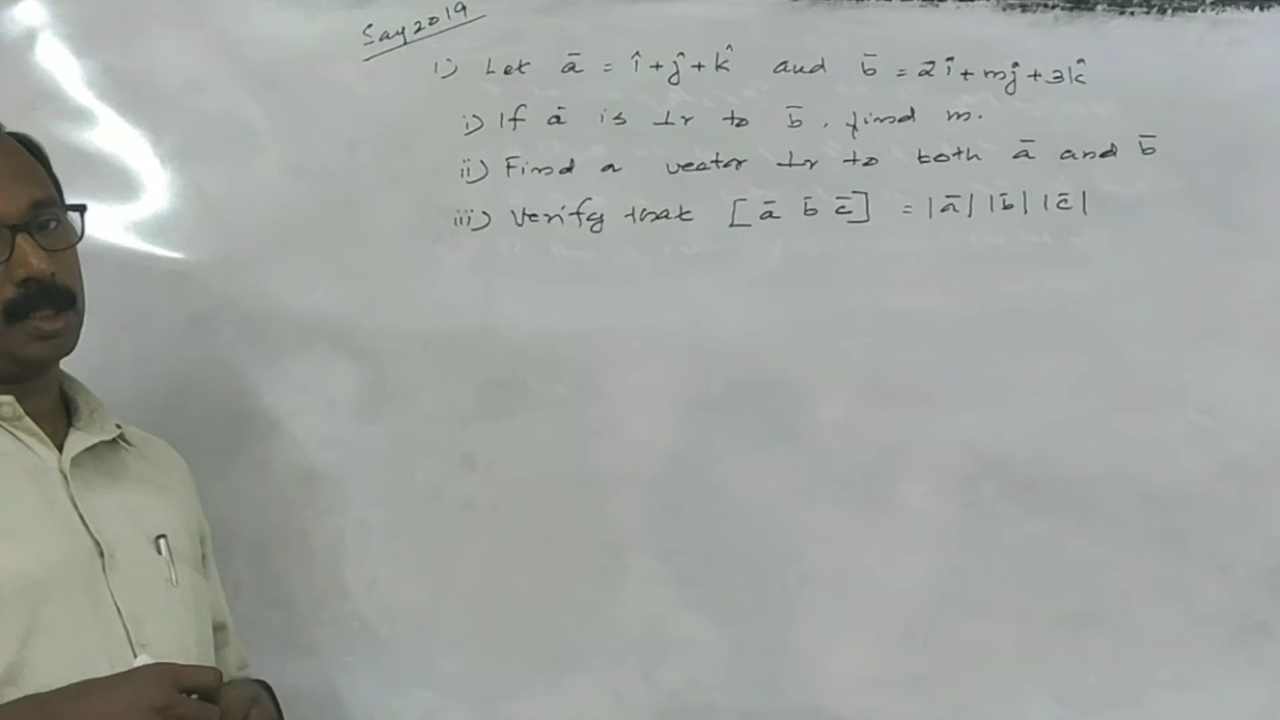 Say 2019
1) Let a̅ = î + ĵ + k̂ and b̅ = 2î + mĵ + 3k̂
i) If a̅ is ⊥r to b̅, find m.
ii) Find a vector ⊥r to both a̅ and b̅
iii) Verify that [a̅ b̅ c̅] = |a̅| |b̅| |c̅|